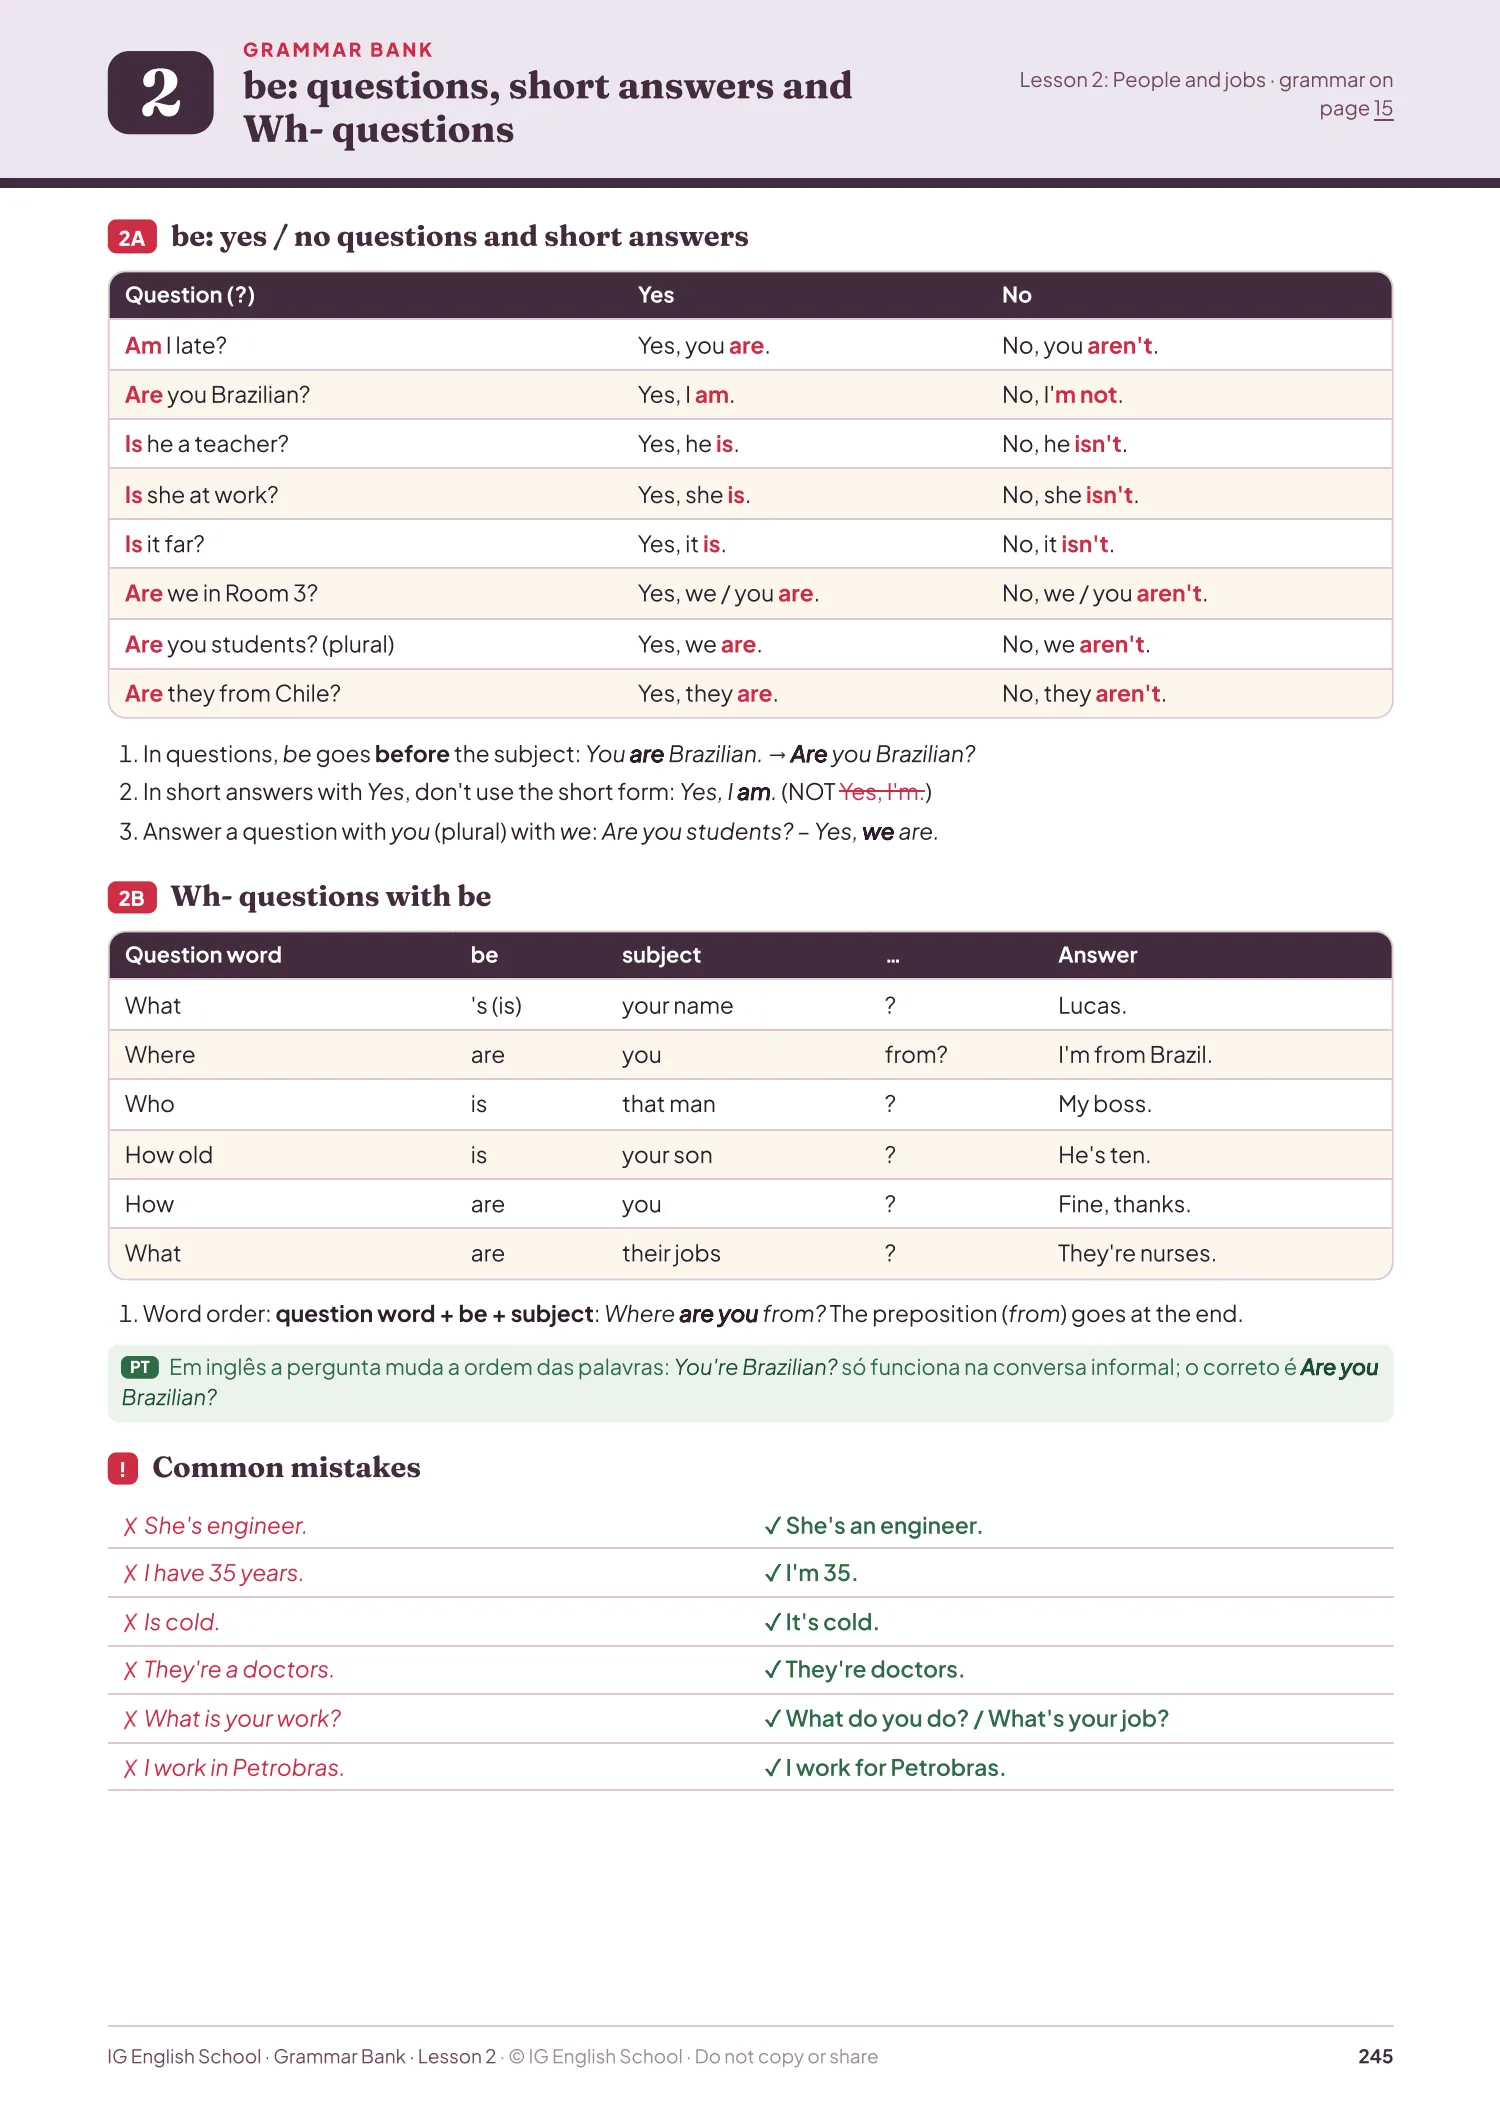 2
GRAMMAR BANK
be: questions, short answers and
Wh- questions
Lesson 2: People and jobs · grammar on
page 15
2A be: yes / no questions and short answers
Question (?) Yes No
Am I late? Yes, you are. No, you aren't.
Are you Brazilian? Yes, I am. No, I'm not.
Is he a teacher? Yes, he is. No, he isn't.
Is she at work? Yes, she is. No, she isn't.
Is it far? Yes, it is. No, it isn't.
Are we in Room 3? Yes, we / you are. No, we / you aren't.
Are you students? (plural) Yes, we are. No, we aren't.
Are they from Chile? Yes, they are. No, they aren't.
1. In questions, be goes before the subject: You are Brazilian. → Are you Brazilian?
2. In short answers with Yes, don't use the short form: Yes, I am. (NOT Yes, I'm.)
3. Answer a question with you (plural) with we: Are you students? – Yes, we are.
2B Wh- questions with be
Question word be subject ... Answer
What 's (is) your name ? Lucas.
Where are you from? I'm from Brazil.
Who is that man ? My boss.
How old is your son ? He's ten.
How are you ? Fine, thanks.
What are their jobs ? They're nurses.
1. Word order: question word + be + subject: Where are you from? The preposition (from) goes at the end.
PT Em inglês a pergunta muda a ordem das palavras: You're Brazilian? só funciona na conversa informal; o correto é Are you
Brazilian?
! Common mistakes
✗ She's engineer. ✓ She's an engineer.
✗ I have 35 years. ✓ I'm 35.
✗ Is cold. ✓ It's cold.
✗ They're a doctors. ✓ They're doctors.
✗ What is your work? ✓ What do you do? / What's your job?
✗ I work in Petrobras. ✓ I work for Petrobras.
IG English School · Grammar Bank · Lesson 2 · © IG English School · Do not copy or share 245